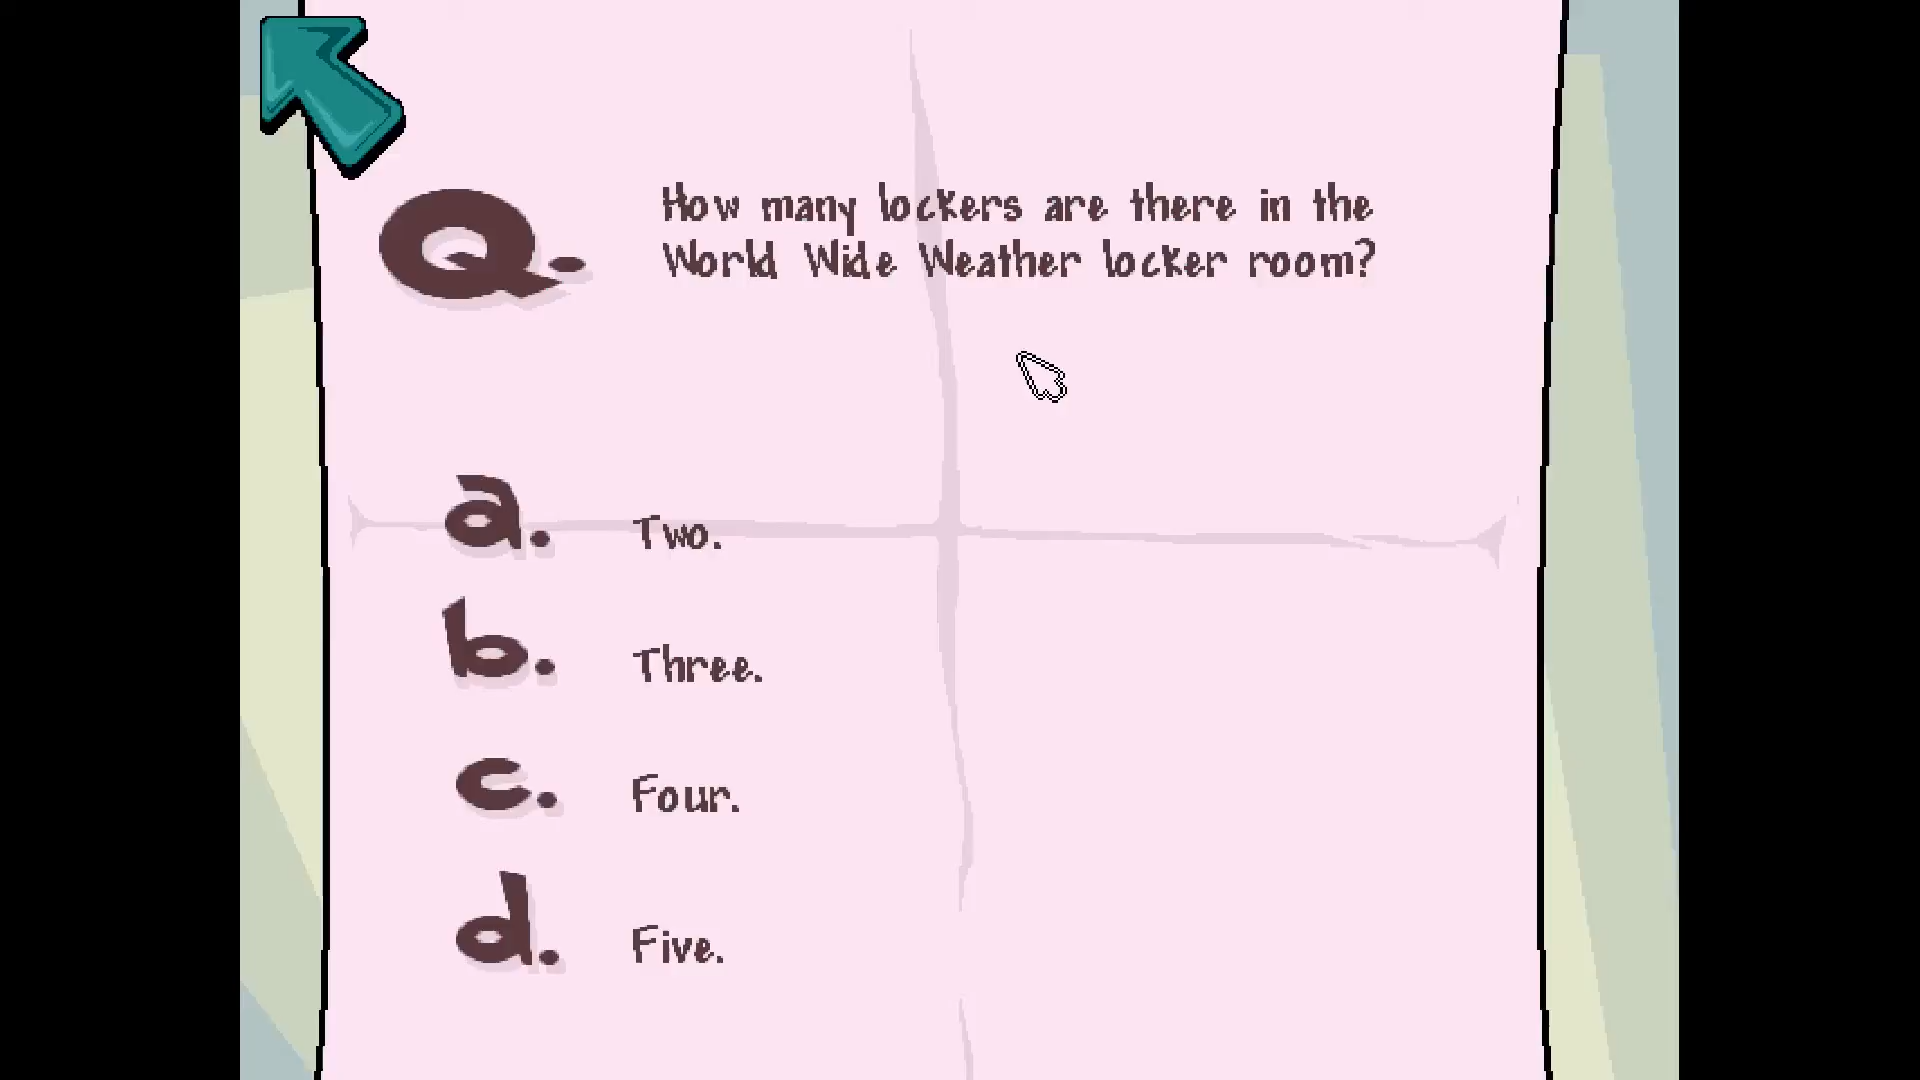 Q. How many lockers are there in the
World Wide Weather locker room?
a. Two.
b. Three.
c. Four.
d. Five.